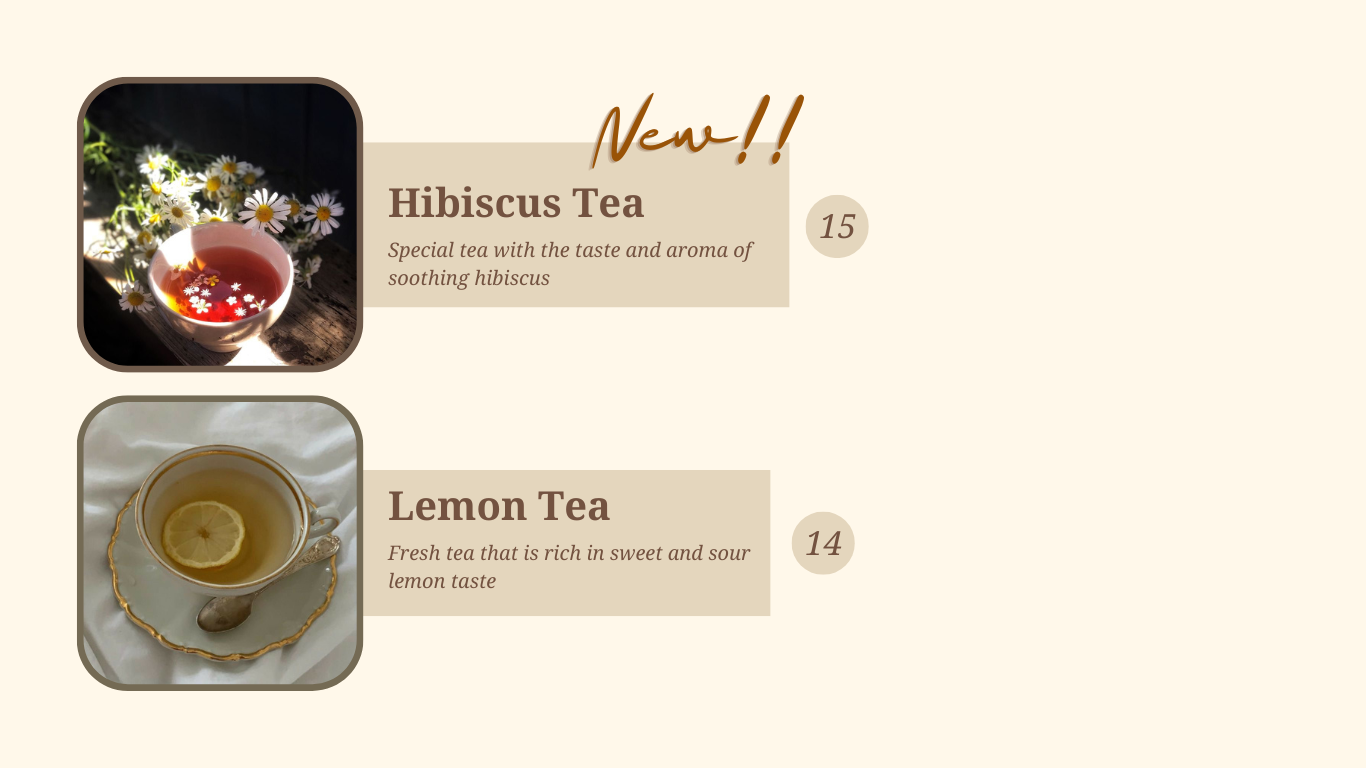 New!!
Hibiscus Tea
Special tea with the taste and aroma of
soothing hibiscus
15
Lemon Tea
Fresh tea that is rich in sweet and sour
lemon taste
14